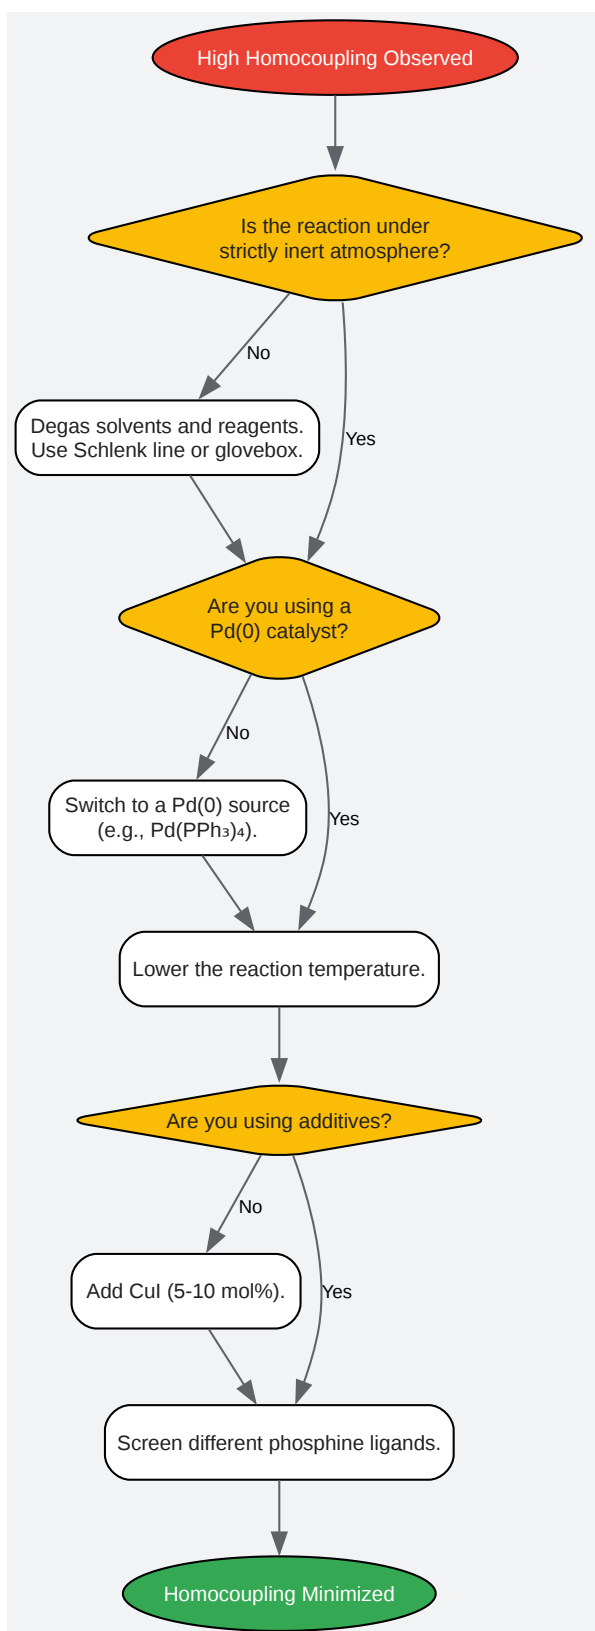 High Homocoupling Observed
Is the reaction under
strictly inert atmosphere?
No
Yes
Degas solvents and reagents.
Use Schlenk line or glovebox.
Are you using a
Pd(0) catalyst?
No
Yes
Switch to a Pd(0) source
(e.g., Pd(PPh₃)₄).
Lower the reaction temperature.
Are you using additives?
No
Yes
Add CuI (5-10 mol%).
Screen different phosphine ligands.
Homocoupling Minimized